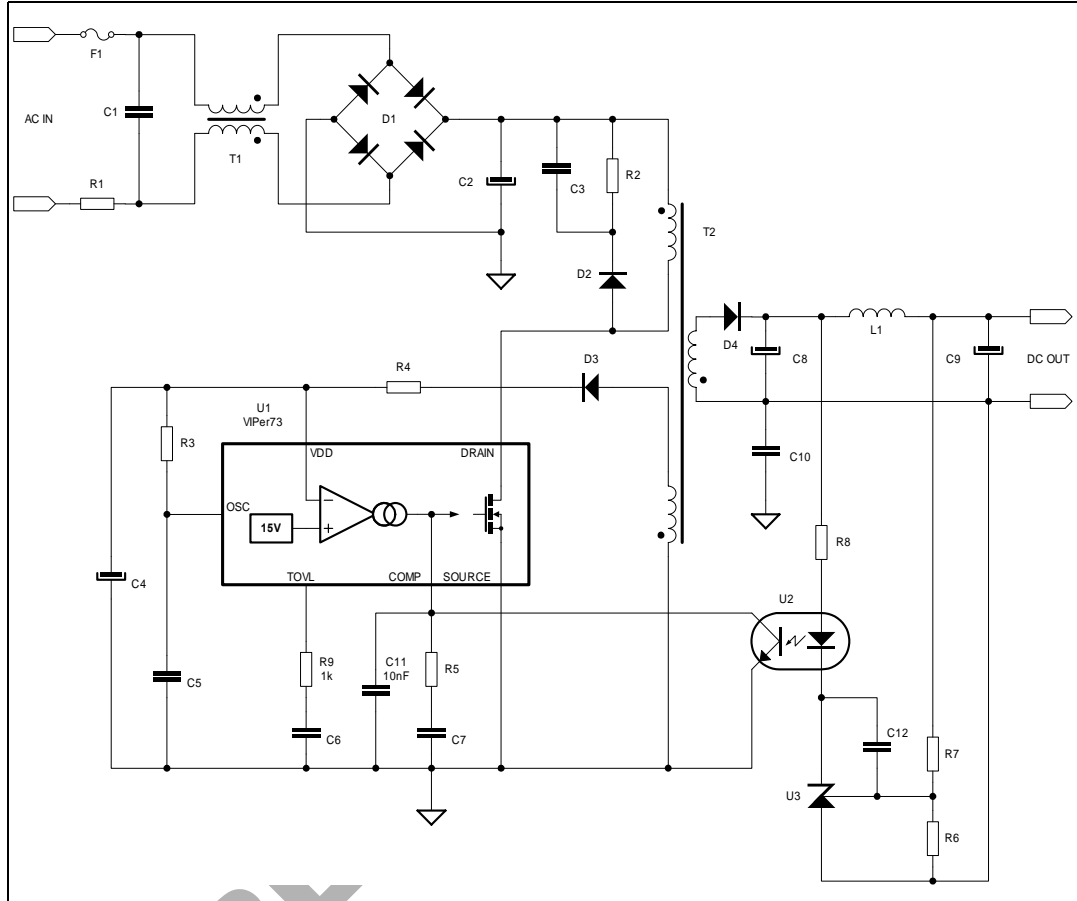 F1
AC IN
C1
T1
R1
D1
C2
C3
R2
T2
D2
D4
C8
L1
C9
DC OUT
D3
R4
U1
VIPer73
R3
VDD
DRAIN
OSC
15V
C10
TOVL
COMP
SOURCE
C4
R8
U2
R9
1k
C11
10nF
R5
C5
C6
C7
C12
R7
U3
R6